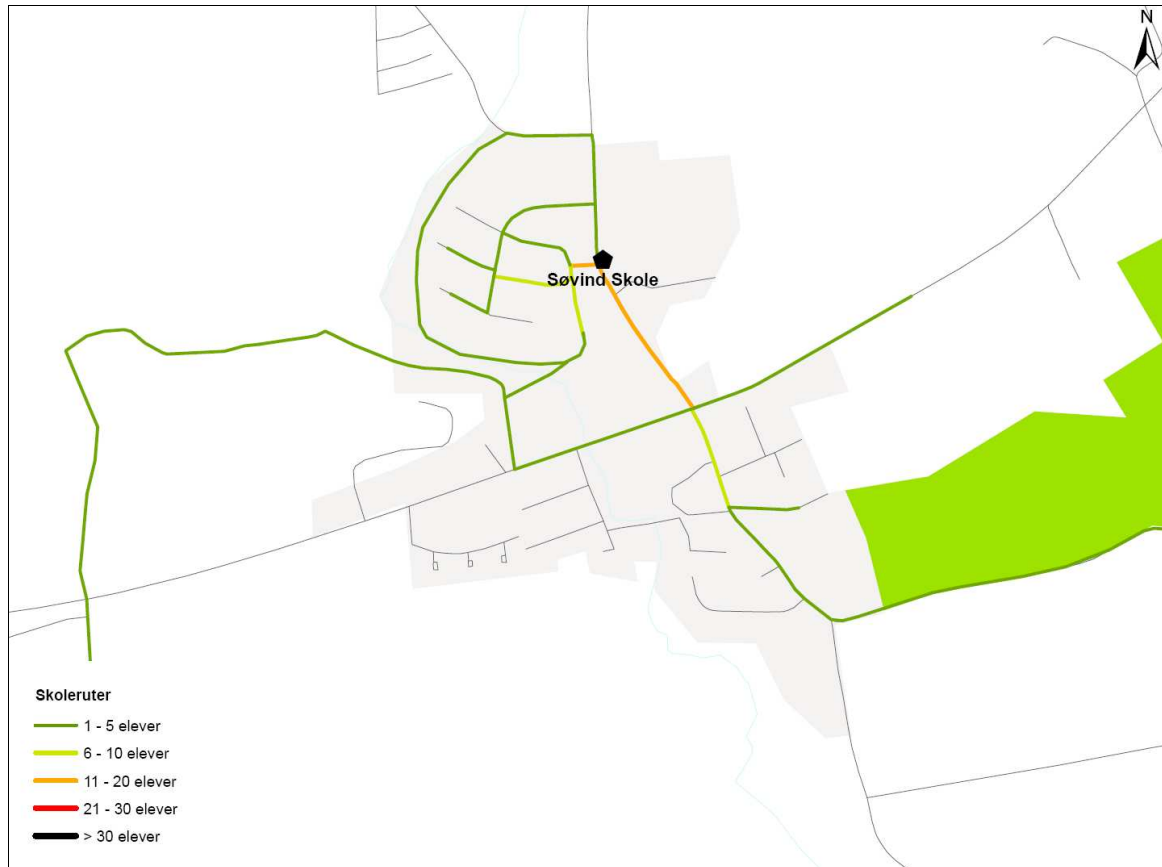 N
Søvind Skole
Skoleruter
1 - 5 elever
6 - 10 elever
11 - 20 elever
21 - 30 elever
> 30 elever